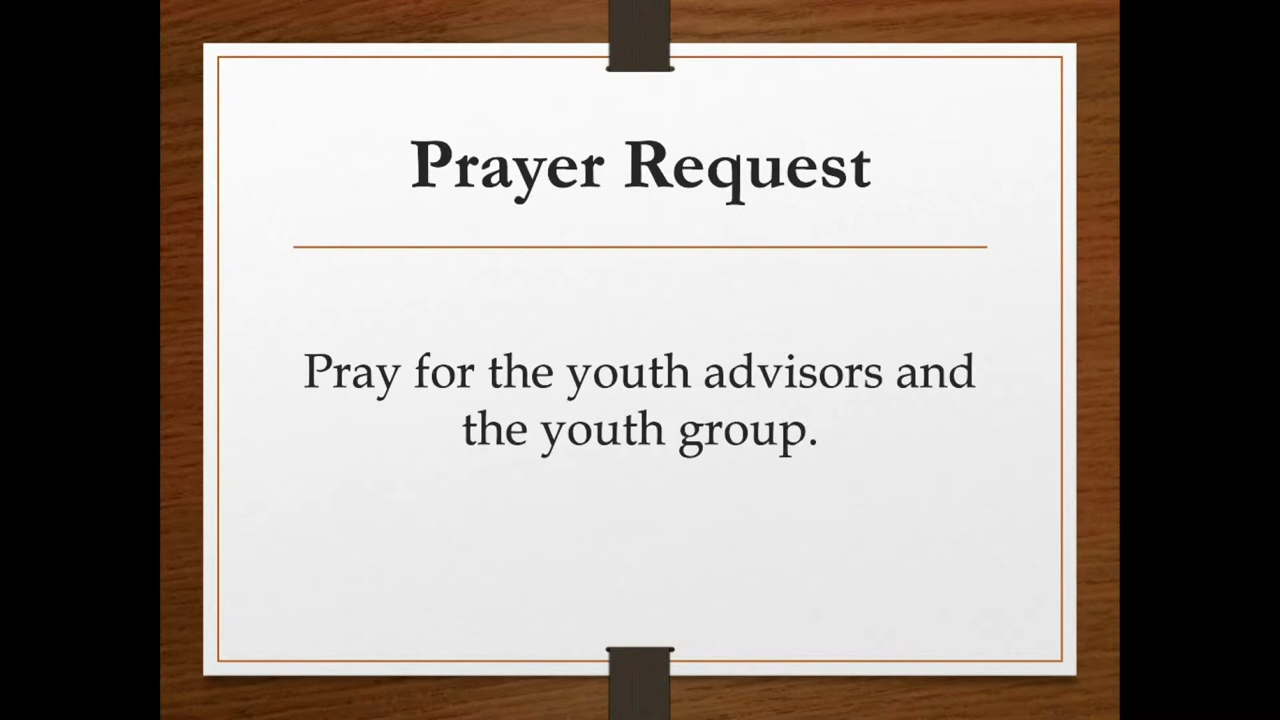 Prayer Request
Pray for the youth advisors and
the youth group.